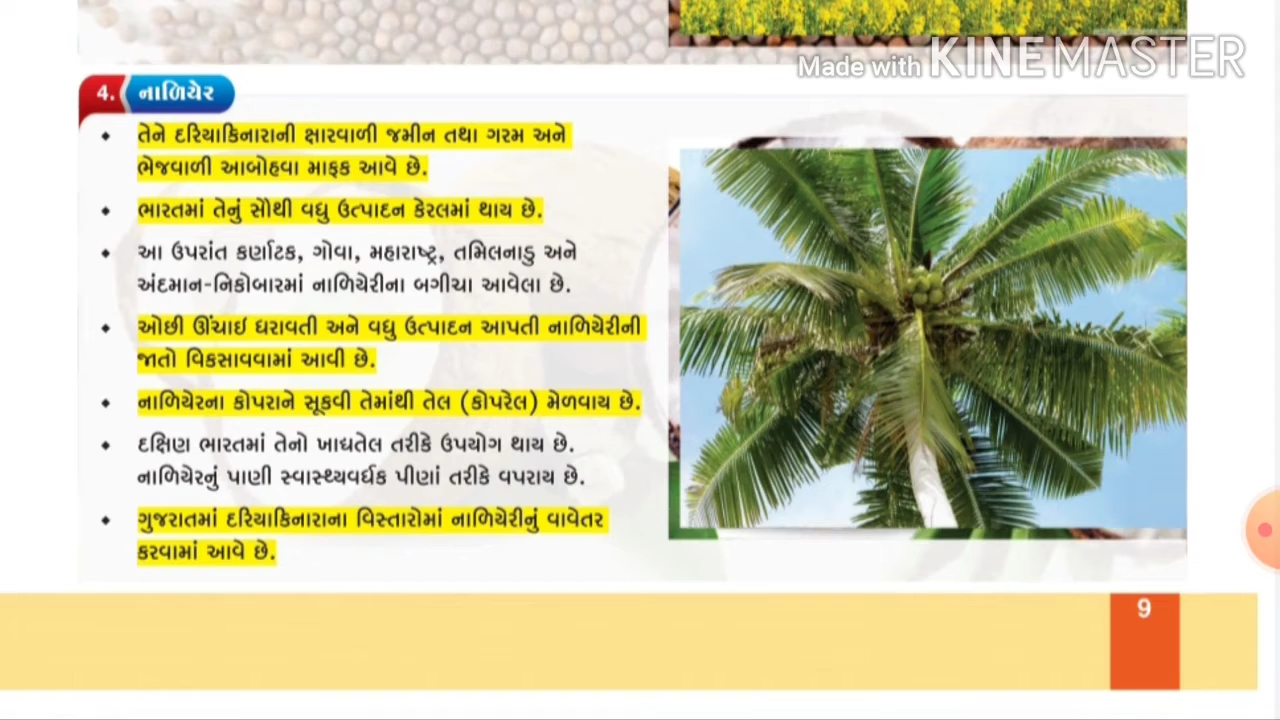 Made with KINEMASTER
4. નાળિયેર
◆ તેને દરિયાકિનારાની ક્ષારવાળી જમીન તથા ગરમ અને
ભેજવાળી આબોહવા માફક આવે છે.
◆ ભારતમાં તેનું સૌથી વધુ ઉત્પાદન કેરલમાં થાય છે.
◆ આ ઉપરાંત કર્ણાટક, ગોવા, મહારાષ્ટ્ર, તમિલનાડુ અને
અંદમાન-નિકોબારમાં નાળિયેરીના બગીચા આવેલા છે.
◆ ઓછી ઊંચાઇ ધરાવતી અને વધુ ઉત્પાદન આપતી નાળિયેરીની
જાતો વિકસાવવામાં આવી છે.
◆ નાળિયેરના કોપરાને સૂકવી તેમાંથી તેલ (કોપરેલ) મેળવાય છે.
◆ દક્ષિણ ભારતમાં તેનો ખાદ્યતેલ તરીકે ઉપયોગ થાય છે.
નાળિયેરનું પાણી સ્વાસ્થ્યવર્ધક પીણાં તરીકે વપરાય છે.
◆ ગુજરાતમાં દરિયાકિનારાના વિસ્તારોમાં નાળિયેરીનું વાવેતર
કરવામાં આવે છે.
9